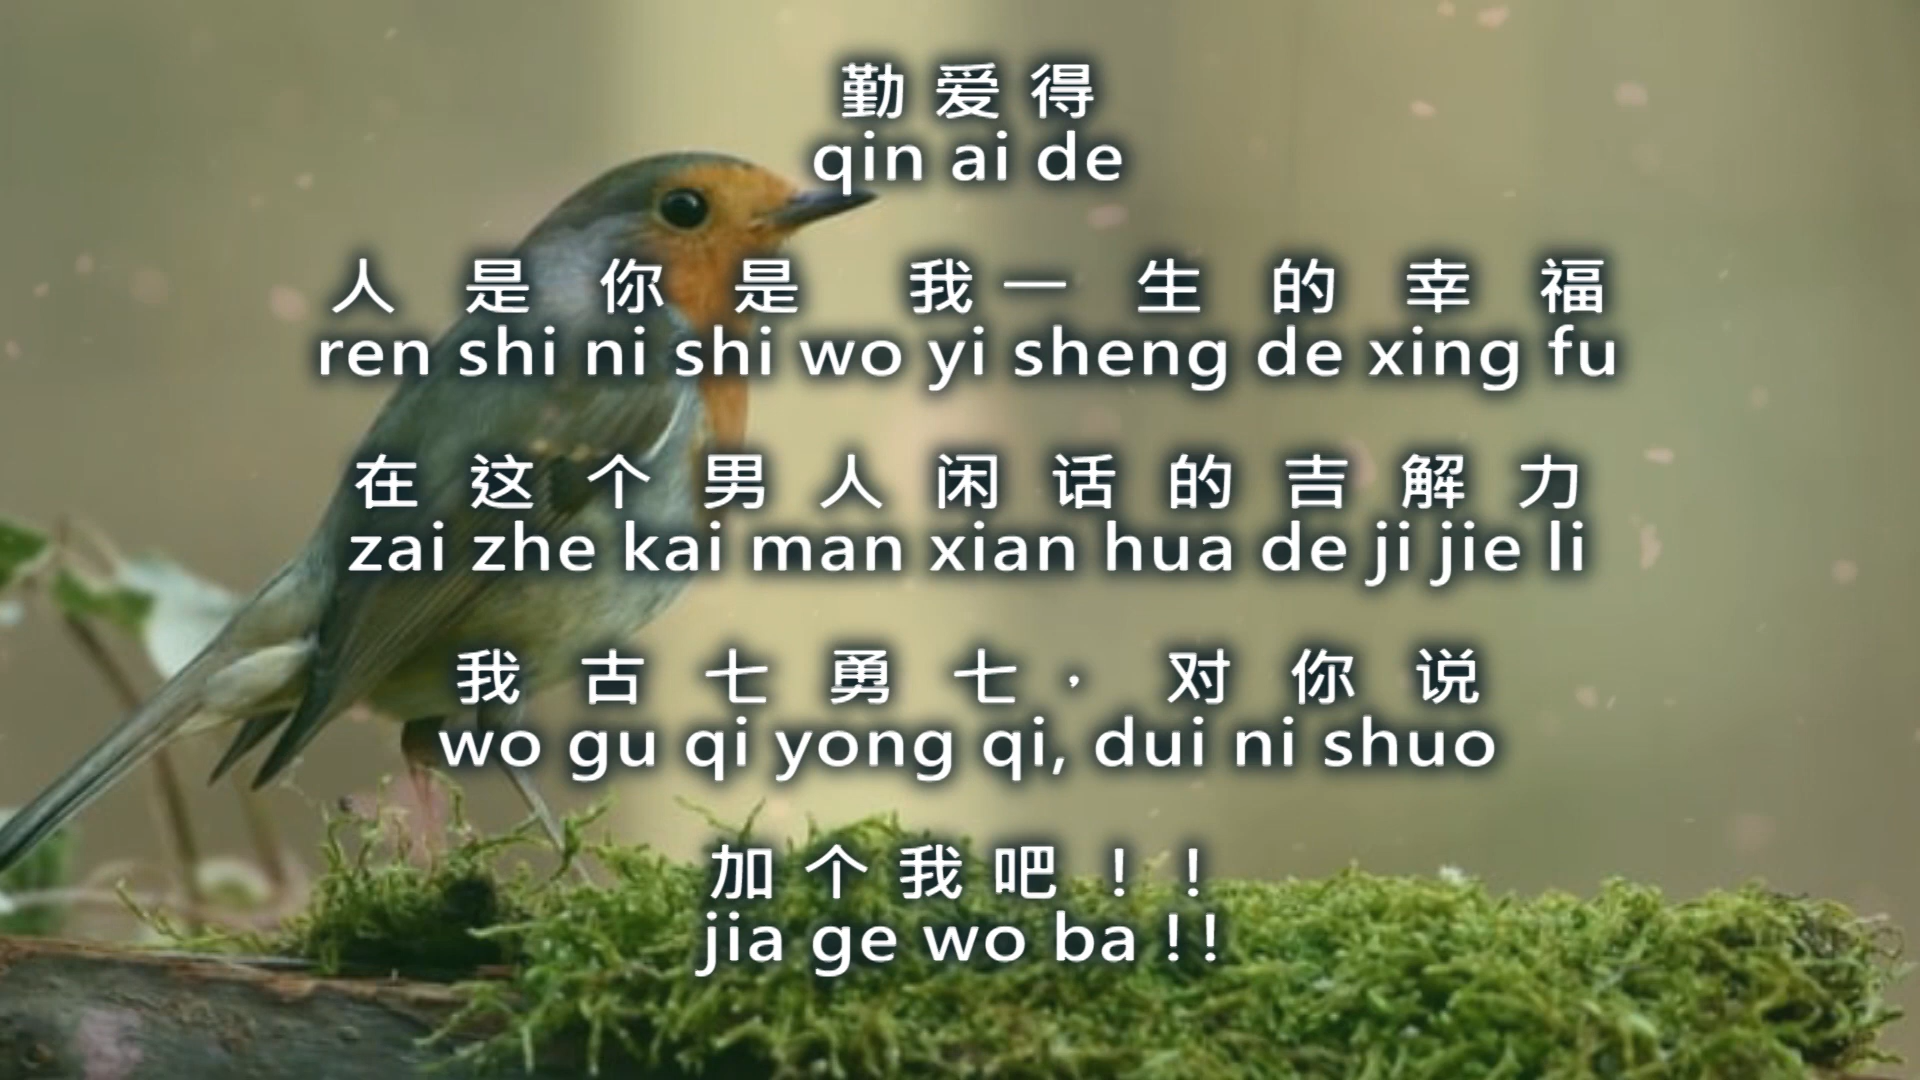 勤爱得
qin ai de
人是你是 我一生的幸福
ren shi ni shi wo yi sheng de xing fu
在这个男人闲话的吉解力
zai zhe kai man xian hua de ji jie li
我古七勇七，对你说
wo gu qi yong qi, dui ni shuo
加个我吧！！
jia ge wo ba !!